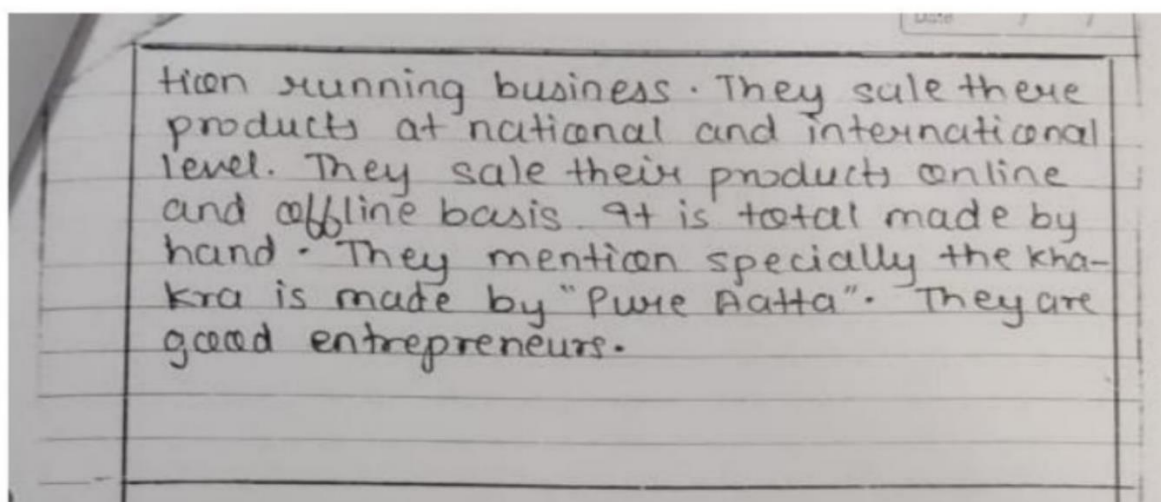 Date / /
tion running business. They sale there
products at national and international
level. They sale their products online
and offline basis. It is total made by
hand. They mention specially the kha-
kra is made by "Pure Aatta". They are
good entrepreneurs.